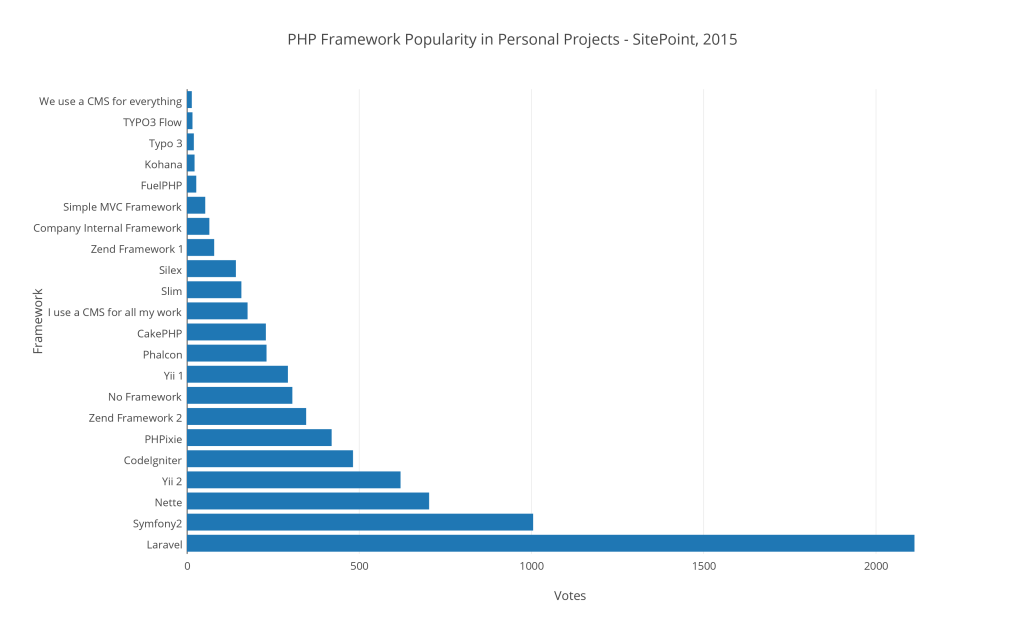 PHP Framework Popularity in Personal Projects - SitePoint, 2015
We use a CMS for everything
TYPO3 Flow
Typo 3
Kohana
FuelPHP
Simple MVC Framework
Company Internal Framework
Zend Framework 1
Silex
Slim
I use a CMS for all my work
CakePHP
Phalcon
Yii 1
No Framework
Zend Framework 2
PHPixie
CodeIgniter
Yii 2
Nette
Symfony2
Laravel
Framework
0 500 1000 1500 2000
Votes